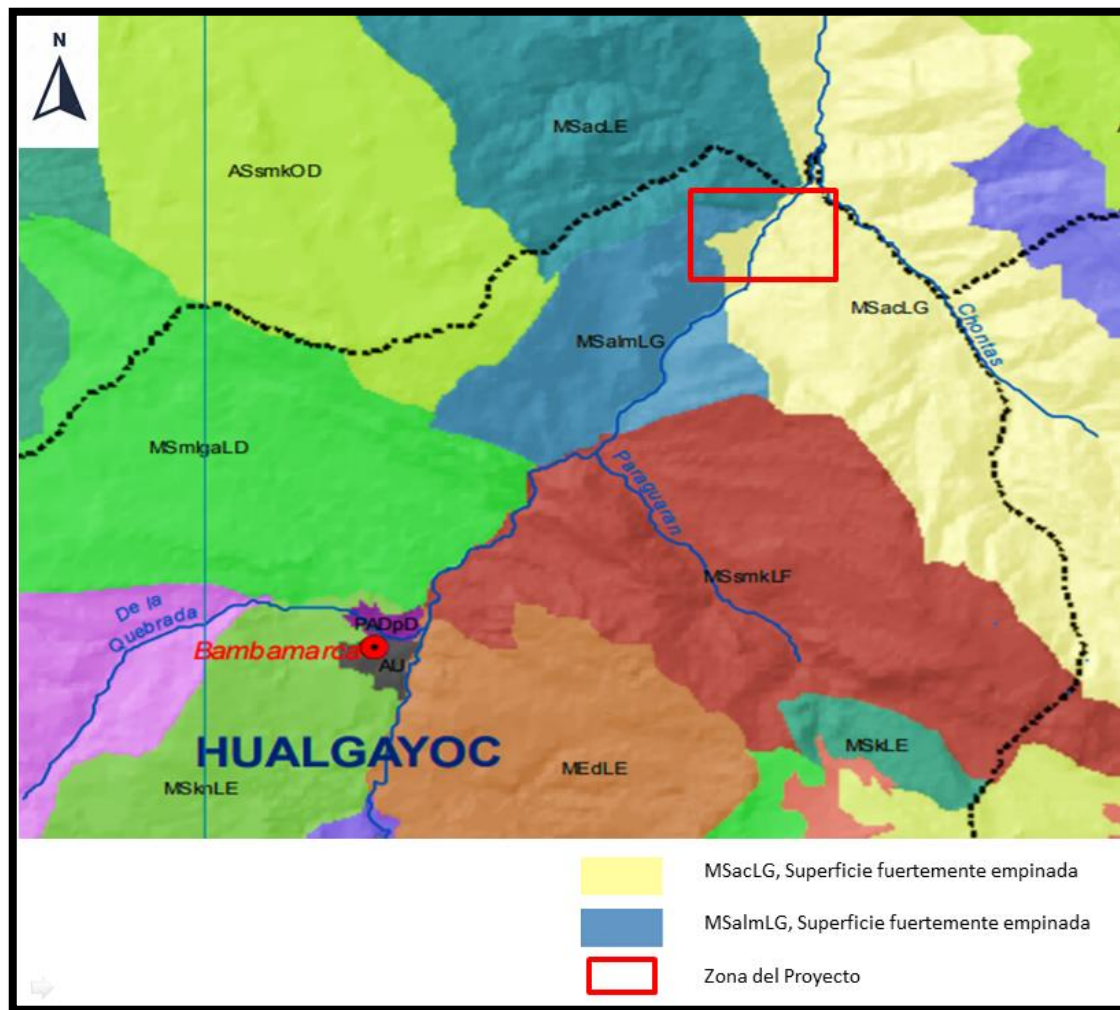 N
MSacLE
ASsmkOD
MSacLG
Chontas
MSalmLG
MSmlgaLD
Paraguaran
MSsmkLF
De la
Quebrada
PADpD
Bambamarca
AU
HUALGAYOC
MSkLE
MEdLE
MSknLE
MSacLG, Superficie fuertemente empinada
MSalmLG, Superficie fuertemente empinada
Zona del Proyecto